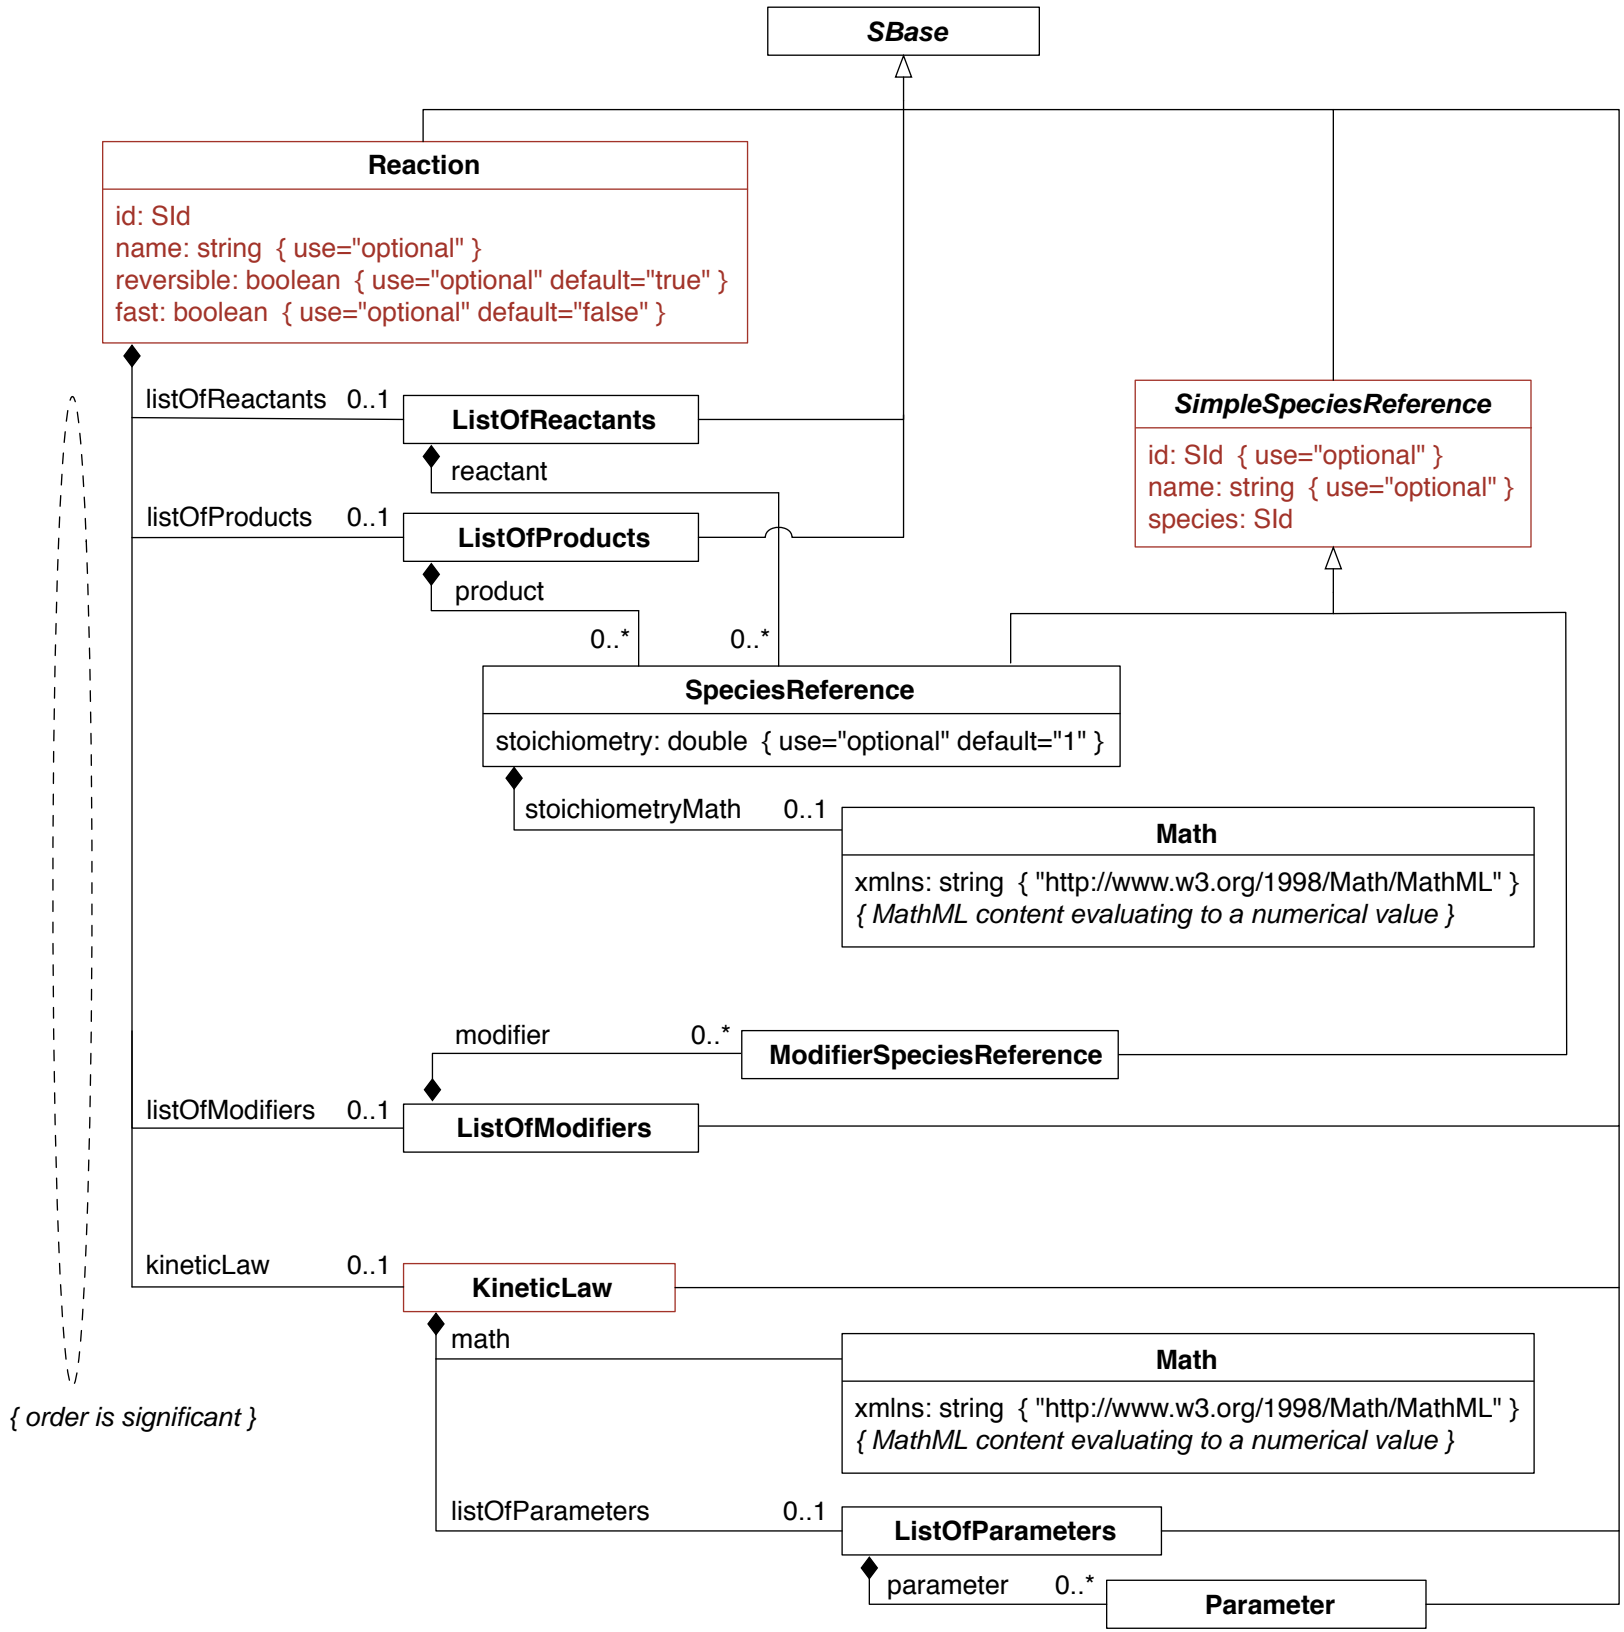 SBase
Reaction
id: SId
name: string { use="optional" }
reversible: boolean { use="optional" default="true" }
fast: boolean { use="optional" default="false" }
listOfReactants 0..1
ListOfReactants
reactant
SimpleSpeciesReference
id: SId { use="optional" }
name: string { use="optional" }
species: SId
listOfProducts 0..1
ListOfProducts
product
0..* 0..*
SpeciesReference
stoichiometry: double { use="optional" default="1" }
stoichiometryMath 0..1
Math
xmlns: string { "http://www.w3.org/1998/Math/MathML" }
{ MathML content evaluating to a numerical value }
modifier 0..*
ModifierSpeciesReference
listOfModifiers 0..1
ListOfModifiers
kineticLaw 0..1
KineticLaw
math
Math
xmlns: string { "http://www.w3.org/1998/Math/MathML" }
{ MathML content evaluating to a numerical value }
{ order is significant }
listOfParameters 0..1
ListOfParameters
parameter 0..*
Parameter